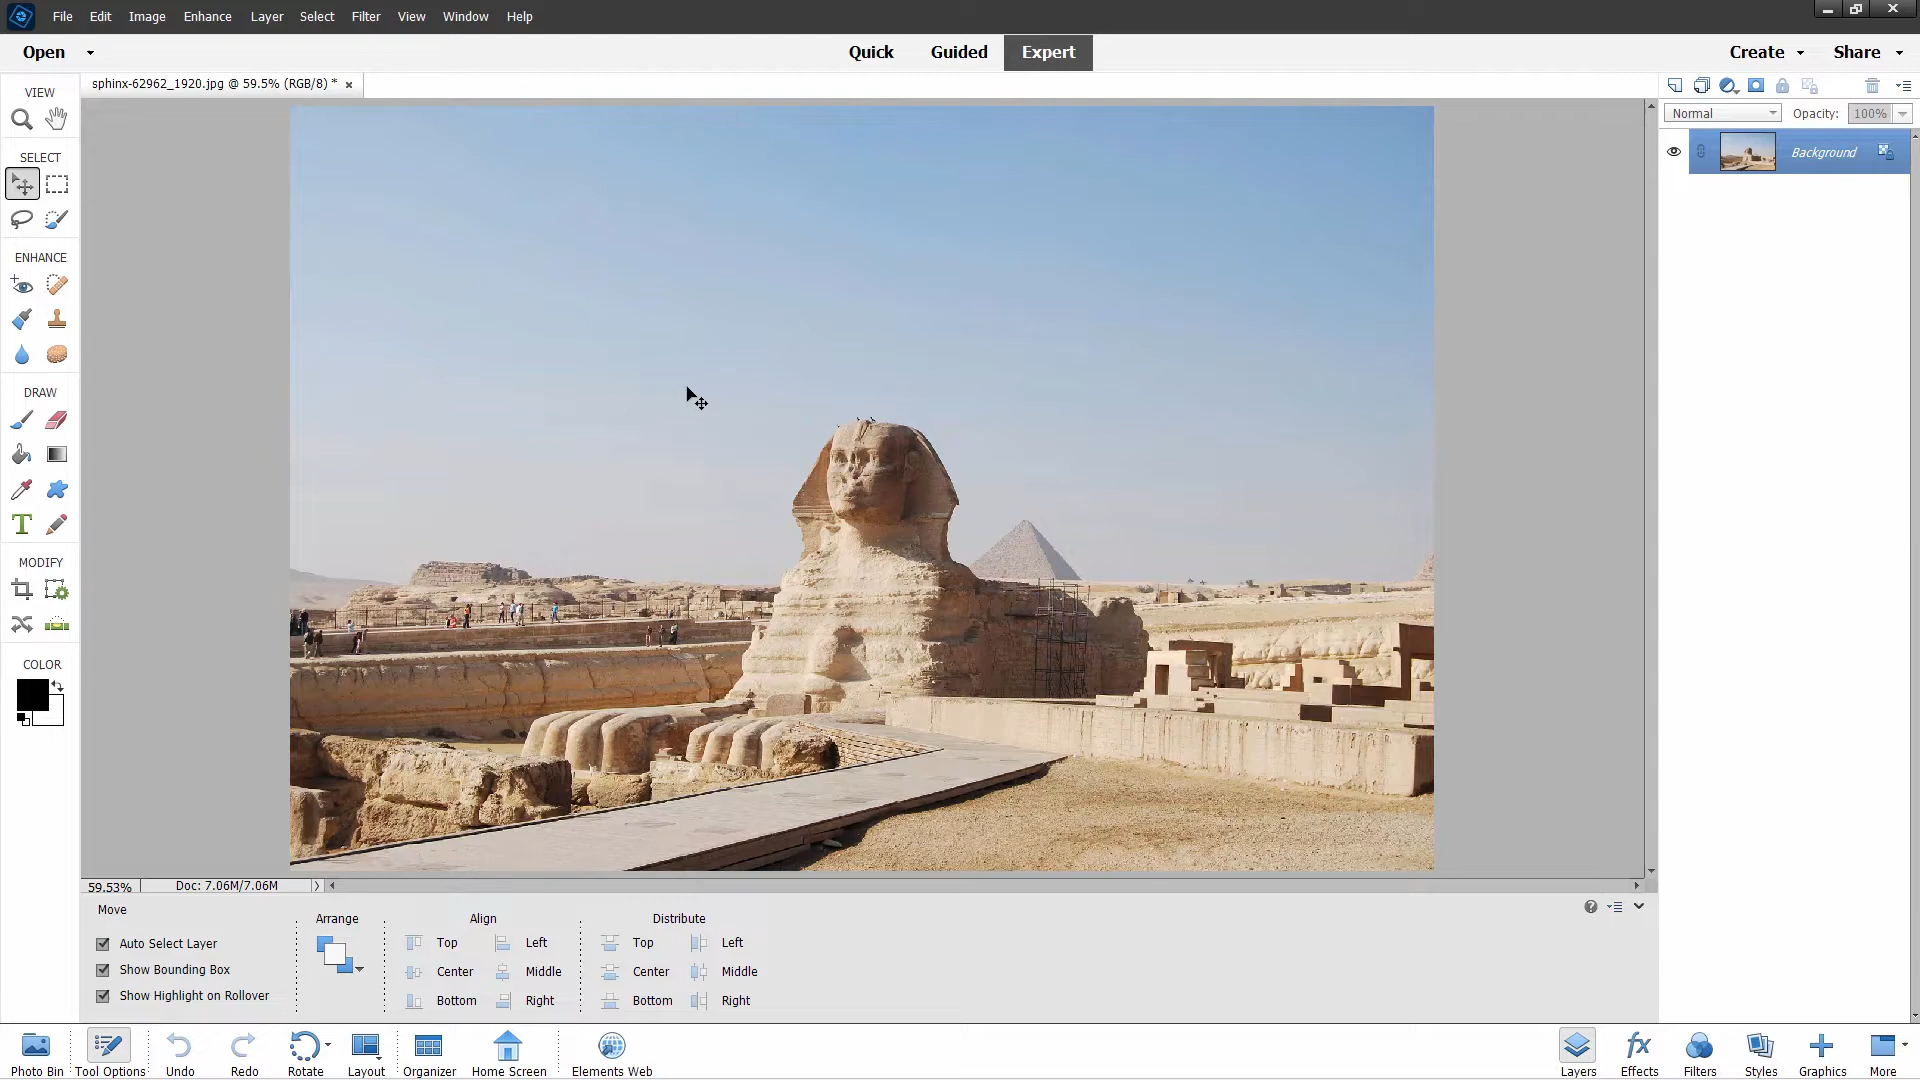 File Edit Image Enhance Layer Select Filter View Window Help
Open Quick Guided Expert Create Share
sphinx-62962_1920.jpg @ 59.5% (RGB/8) *
VIEW
SELECT
ENHANCE
DRAW
T
MODIFY
COLOR
Normal Opacity: 100%
Background
59.53% Doc: 7.06M/7.06M
Move
Auto Select Layer
Show Bounding Box
Show Highlight on Rollover
Arrange
Align
Top Left
Center Middle
Bottom Right
Distribute
Top Left
Center Middle
Bottom Right
Photo Bin Tool Options Undo Redo Rotate Layout Organizer Home Screen Elements Web
fx
Layers Effects Filters Styles Graphics More